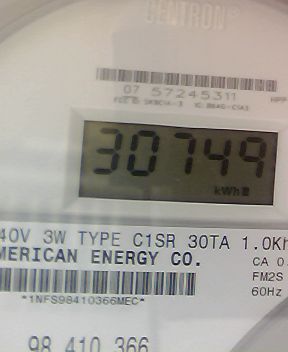 CENTRON®
07 57245311
30749
kWh
40V 3W TYPE C1SR 30TA 1.0Kh
MERICAN ENERGY CO.
CA 0.
FM2S
60Hz
*1NFS98410366MEC*
98 410 366